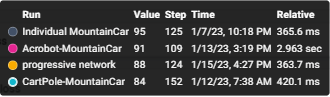 Run Value Step Time Relative
Individual MountainCar 95 125 1/7/23, 10:18 PM 365.6 ms
Acrobot-MountainCar 91 109 1/13/23, 3:19 PM 2.963 sec
progressive network 88 124 1/15/23, 4:27 PM 363.7 ms
CartPole-MountainCar 84 152 1/12/23, 7:38 AM 420.1 ms